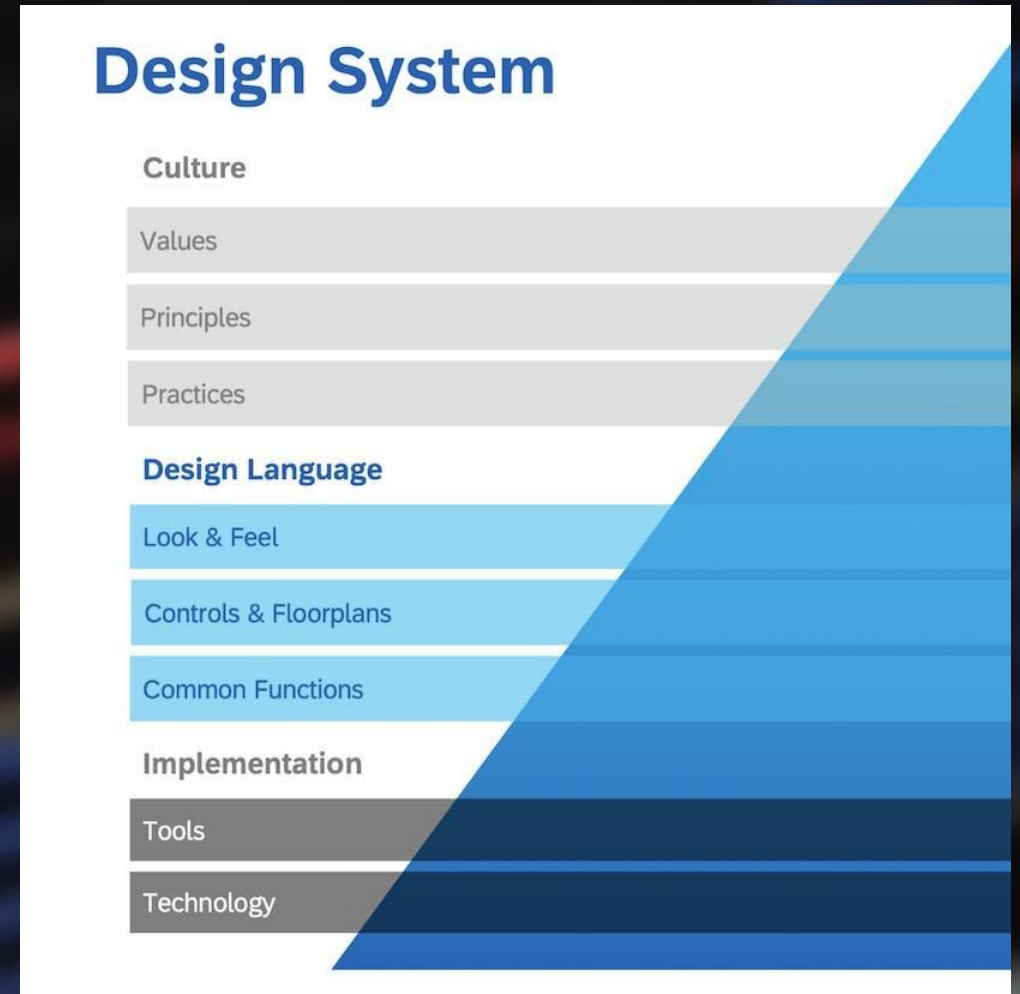 Design System
Culture
Values
Principles
Practices
Design Language
Look & Feel
Controls & Floorplans
Common Functions
Implementation
Tools
Technology